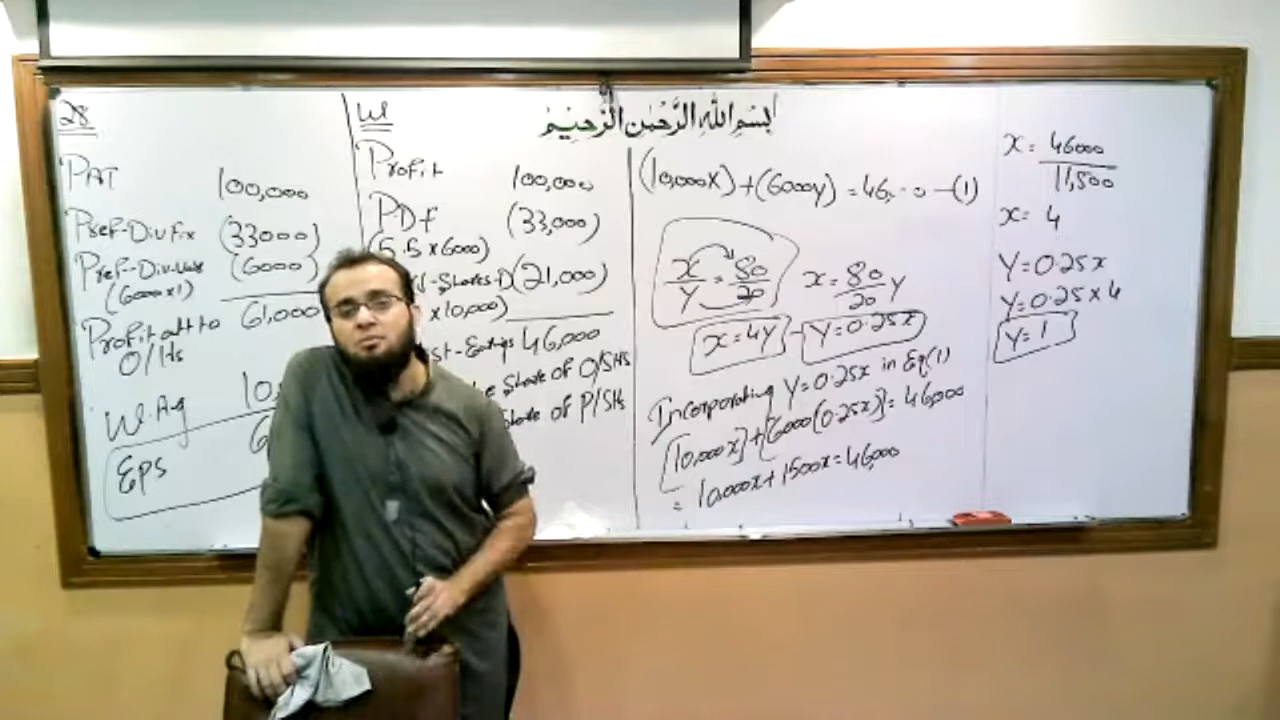 بسم الله الرحمن الرحيم
28
PAT 100,000
Pref-Div Fix (33000)
Pref-Div- (6000)
(6000x1)
Profit att to 61,000
O/Hs
W.Ag 10,
EPS 6
W
Profit 100,000
PDF (33,000)
(5.5 x 6000)
-Shares-D (21,000)
x10,000)
46,000
Share of O/SHs
Share of P/SHs
(10,000X) + (6000y) = 46, 0 —(1)
x/Y = 80/20 x = 80/20 Y
x = 4Y – Y = 0.25x
Incorporating Y = 0.25x in Eq(1)
[10,000x] + [6000(0.25x)] = 46,000
= 10,000x + 1500x = 46,000
x = 46000
11,500
x = 4
Y = 0.25x
Y = 0.25 x 4
Y = 1